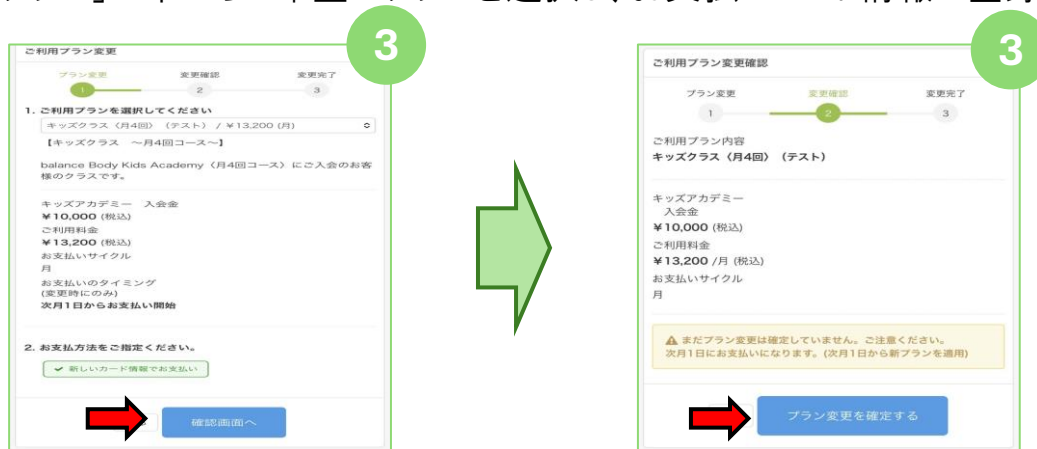 ご利用プラン変更
3
プラン変更 変更確認 変更完了
1 2 3
1. ご利用プランを選択してください
キッズクラス〈月4回〉（テスト）/ ¥13,200 (月)
【キッズクラス ～月4回コース～】
balance Body Kids Academy〈月4回コース〉にご入会のお客
様のクラスです。
キッズアカデミー 入会金
¥10,000 (税込)
ご利用料金
¥13,200 (税込)
お支払いサイクル
月
お支払いのタイミング
(変更時にのみ)
次月1日からお支払い開始
2. お支払方法をご指定ください。
✔ 新しいカード情報でお支払い
確認画面へ
ご利用プラン変更確認
3
プラン変更 変更確認 変更完了
1 2 3
ご利用プラン内容
キッズクラス〈月4回〉（テスト）
キッズアカデミー
入会金
¥10,000 (税込)
ご利用料金
¥13,200 /月 (税込)
お支払いサイクル
月
まだプラン変更は確定していません。ご注意ください。
次月1日にお支払いになります。(次月1日から新プランを適用)
プラン変更を確定する